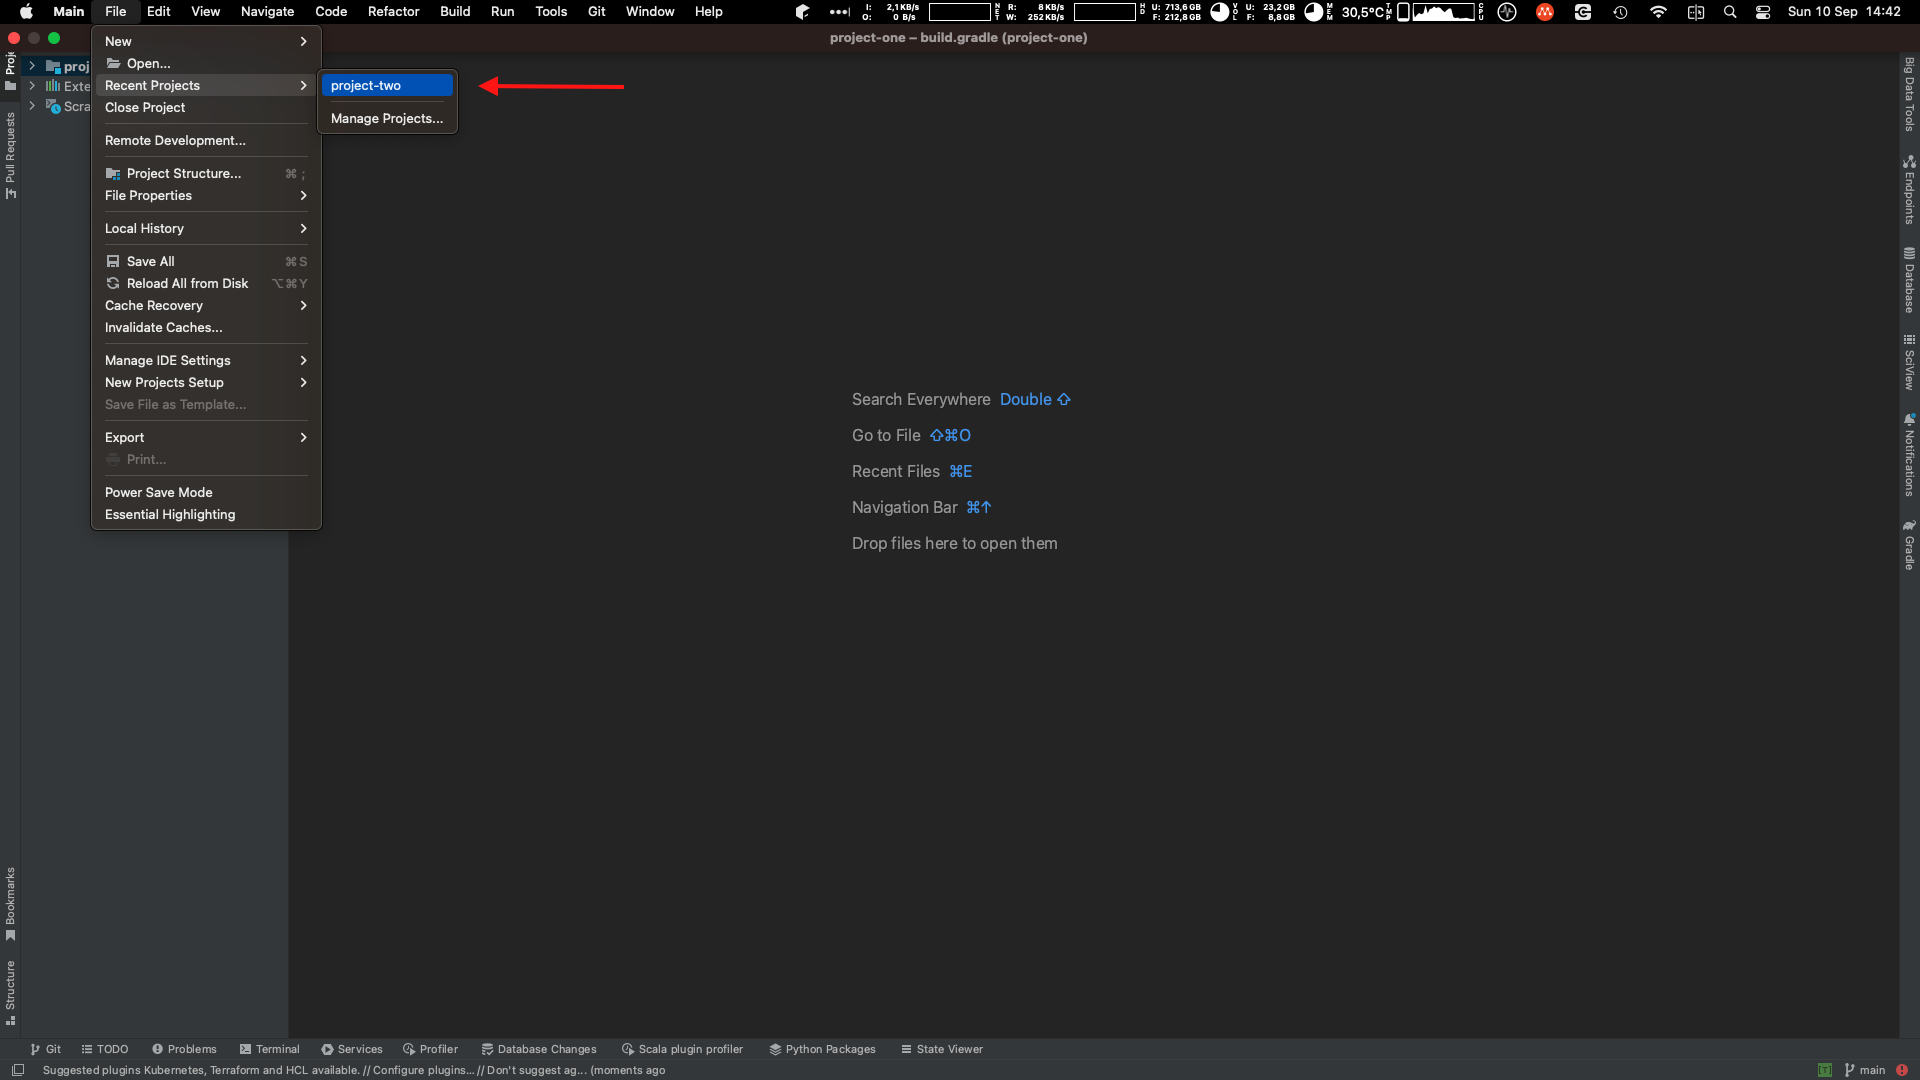 Main File Edit View Navigate Code Refactor Build Run Tools Git Window Help
I: 2,1 KB/s
O: 0 B/s
NET
R: 8 KB/s
W: 252 KB/s
HD
U: 713,6 GB
F: 212,8 GB
VOL
U: 23,2 GB
F: 8,8 GB
MEM
30,5°C
TMP
CPU
Sun 10 Sep 14:42
project-one – build.gradle (project-one)
Proje
Pull Requests
Bookmarks
Structure
proj
Exte
Scra
New
Open...
Recent Projects
Close Project
Remote Development...
Project Structure... ⌘ ;
File Properties
Local History
Save All ⌘ S
Reload All from Disk ⌥⌘Y
Cache Recovery
Invalidate Caches...
Manage IDE Settings
New Projects Setup
Save File as Template...
Export
Print...
Power Save Mode
Essential Highlighting
project-two
Manage Projects...
Search Everywhere Double ⇧
Go to File ⇧⌘O
Recent Files ⌘E
Navigation Bar ⌘↑
Drop files here to open them
Big Data Tools
Endpoints
Database
SciView
Notifications
Gradle
Git TODO Problems Terminal Services Profiler Database Changes Scala plugin profiler Python Packages State Viewer
Suggested plugins Kubernetes, Terraform and HCL available. // Configure plugins... // Don't suggest ag... (moments ago
[T] main